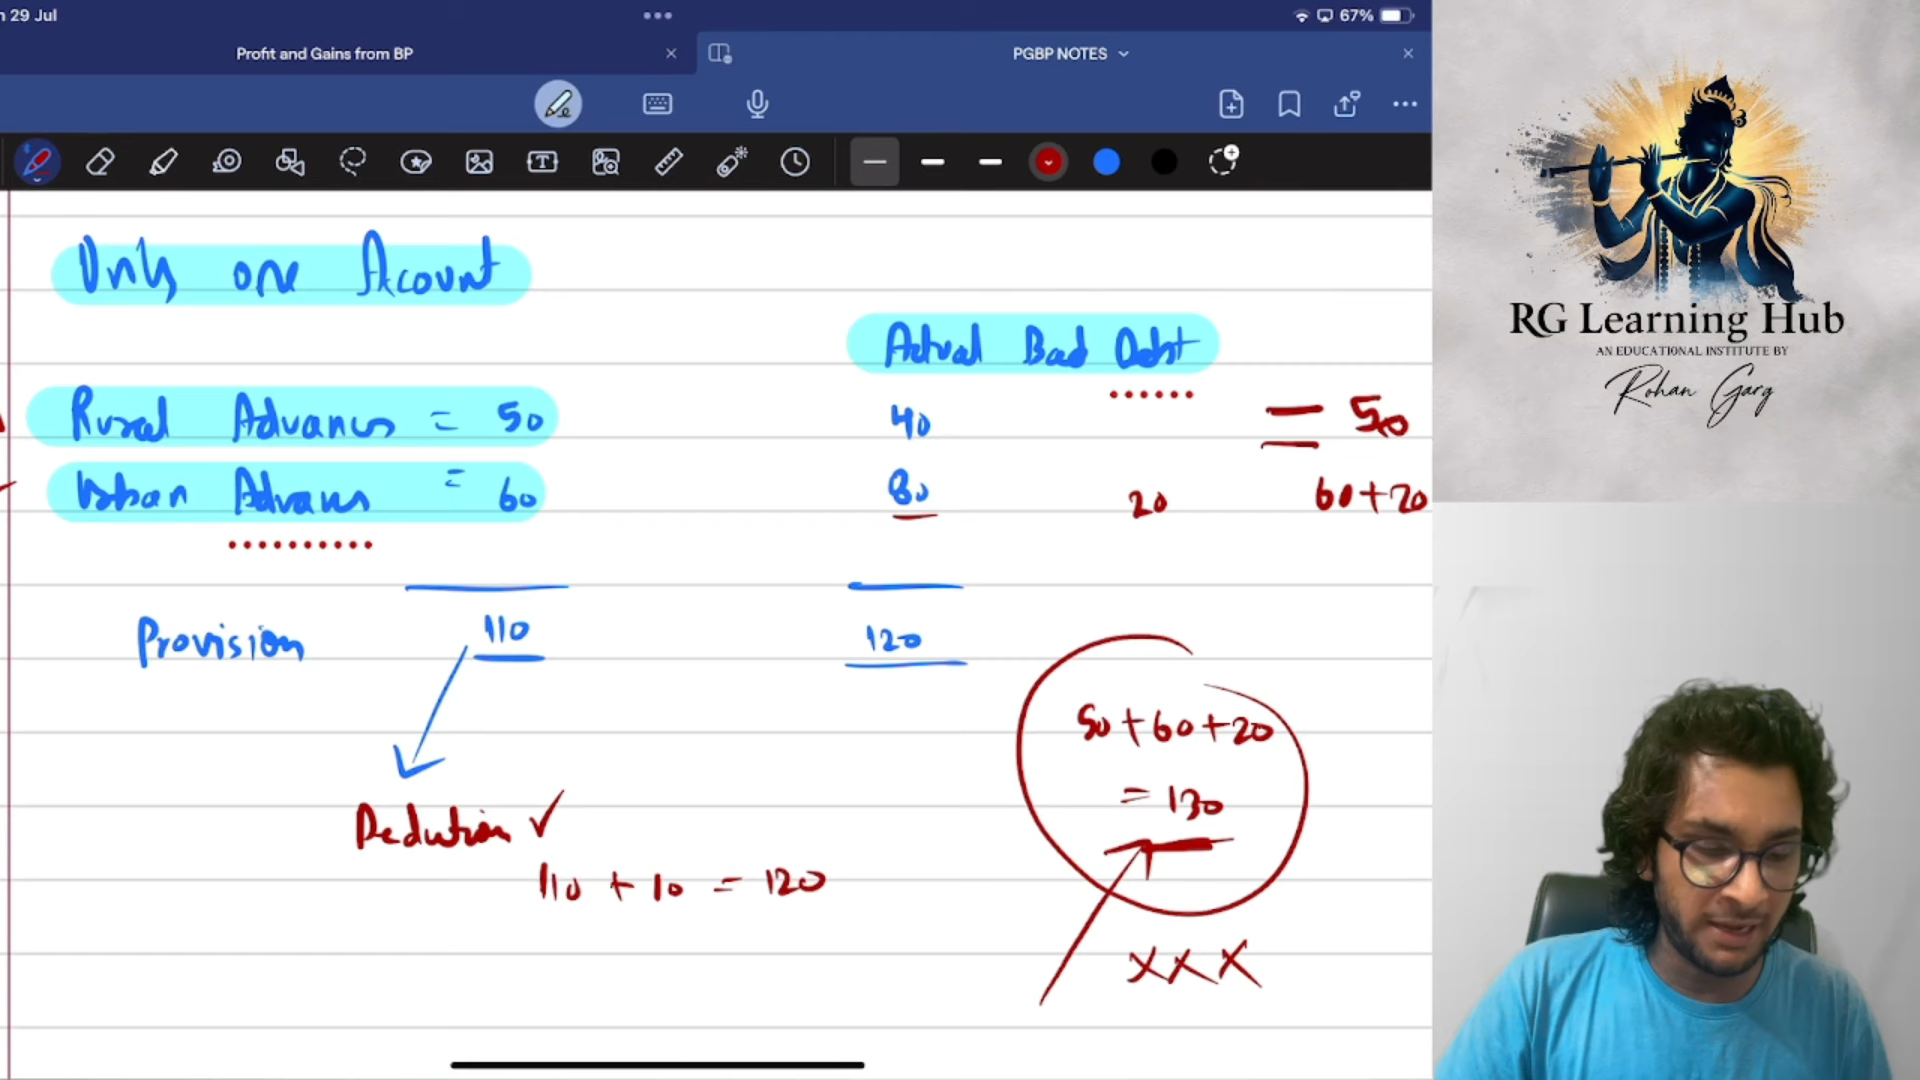 n 29 Jul
67%
Profit and Gains from BP
PGBP NOTES
Only one Account
Actual Bad Debt
Rural Advances = 50
40
= 50
Urban Advances = 60
80
20
60+20
Provision
110
120
50+60+20
= 130
Deduction ✓
110 + 10 = 120
XXX
RG Learning Hub
AN EDUCATIONAL INSTITUTE BY
Rohan Garg